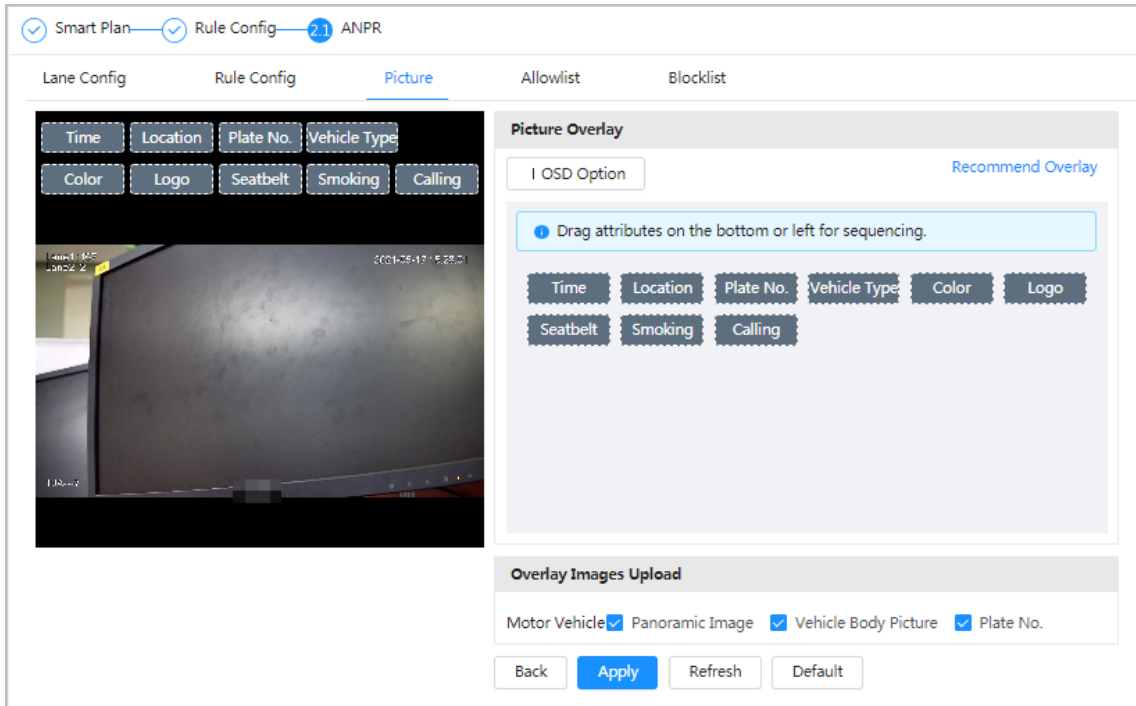 Smart Plan Rule Config 2.1 ANPR
Lane Config Rule Config Picture Allowlist Blocklist
Time Location Plate No. Vehicle Type
Color Logo Seatbelt Smoking Calling
Picture Overlay
I OSD Option Recommend Overlay
Drag attributes on the bottom or left for sequencing.
Time Location Plate No. Vehicle Type Color Logo
Seatbelt Smoking Calling
Overlay Images Upload
Motor Vehicle Panoramic Image Vehicle Body Picture Plate No.
Back Apply Refresh Default